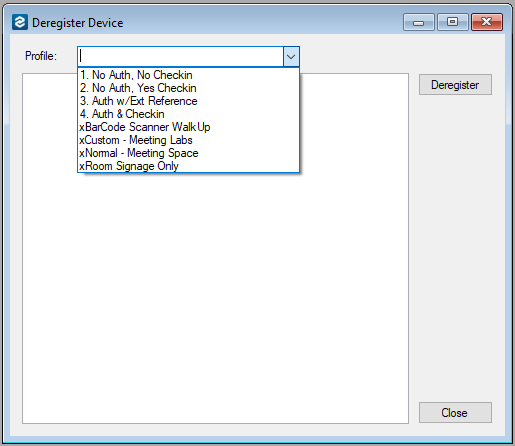 Deregister Device
Profile:
1. No Auth, No Checkin
2. No Auth, Yes Checkin
3. Auth w/Ext Reference
4. Auth & Checkin
xBarCode Scanner WalkUp
xCustom - Meeting Labs
xNormal - Meeting Space
xRoom Signage Only
Deregister
Close